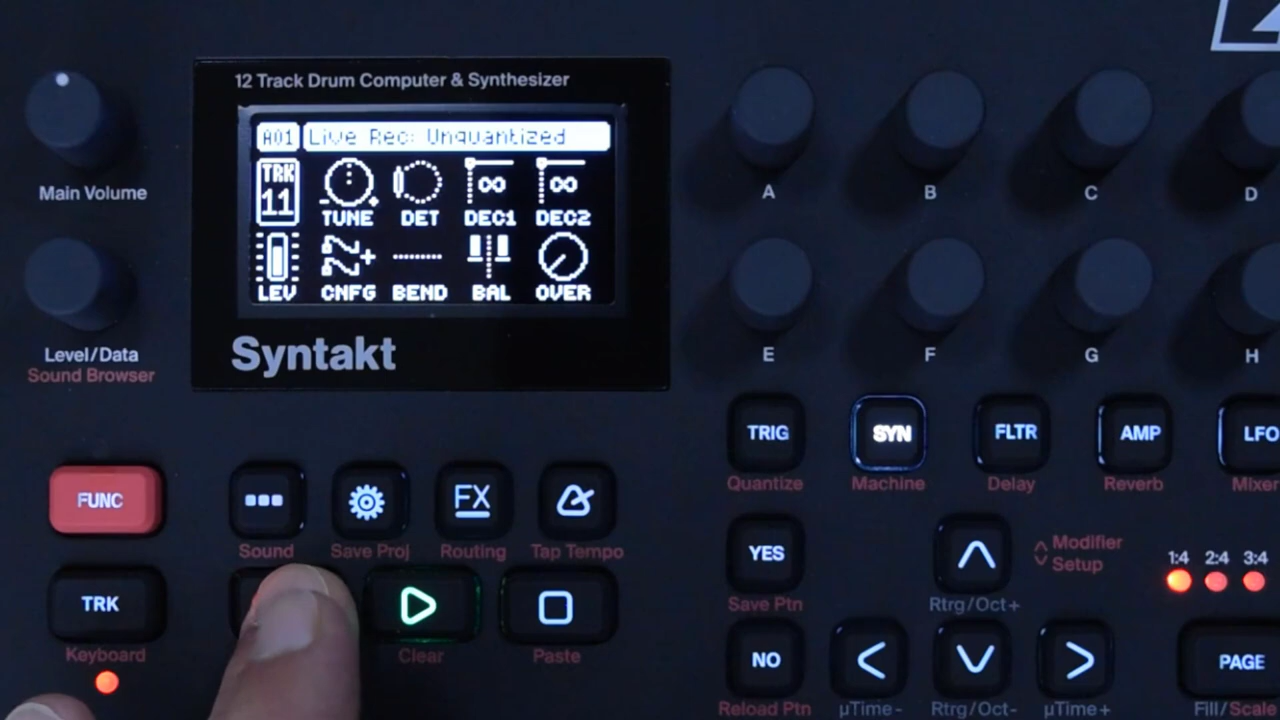 12 Track Drum Computer & Synthesizer
A01 Live Rec: Unquantized
TRK 11 TUNE DET DEC1 DEC2
LEV CNFG BEND BAL OVER
Syntakt
Main Volume
Level/Data
Sound Browser
A B C D
E F G H
TRIG SYN FLTR AMP LFO
Quantize Machine Delay Reverb Mixer
FUNC FX
Sound Save Proj Routing Tap Tempo
TRK
Keyboard Clear Paste
YES
Save Ptn
Modifier
Setup
Rtrg/Oct+
1:4 2:4 3:4
NO PAGE
Reload Ptn µTime- Rtrg/Oct- µTime+ Fill/Scale